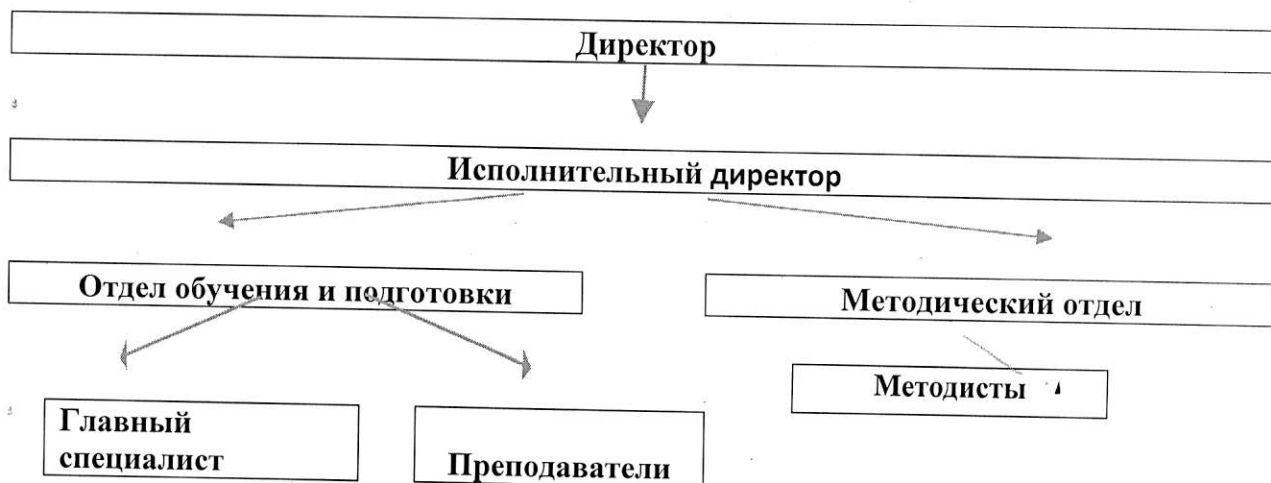 Директор
Исполнительный директор
Отдел обучения и подготовки
Методический отдел
Методисты
Главный
специалист
Преподаватели